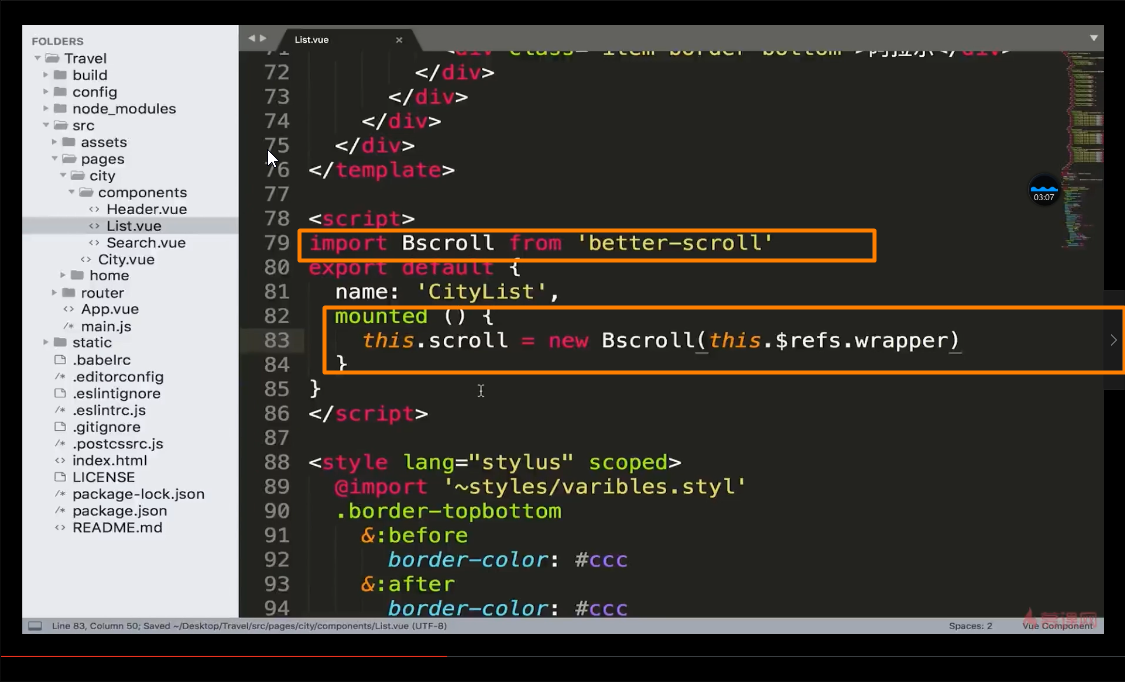 FOLDERS
Travel
build
config
node_modules
src
assets
pages
city
components
Header.vue
List.vue
Search.vue
City.vue
home
router
App.vue
main.js
static
.babelrc
.editorconfig
.eslintignore
.eslintrc.js
.gitignore
.postcssrc.js
index.html
LICENSE
package-lock.json
package.json
README.md
List.vue
72 </div>
73 </div>
74 </div>
75 </div>
76 </template>
77
78 <script>
79 import Bscroll from 'better-scroll'
80 export default {
81 name: 'CityList',
82 mounted () {
83 this.scroll = new Bscroll(this.$refs.wrapper)
84 }
85 }
86 </script>
87
88 <style lang="stylus" scoped>
89 @import '~styles/varibles.styl'
90 .border-topbottom
91 &:before
92 border-color: #ccc
93 &:after
94 border-color: #ccc
03:07
Line 83, Column 50; Saved ~/Desktop/Travel/src/pages/city/components/List.vue (UTF-8)
Spaces: 2
Vue Component